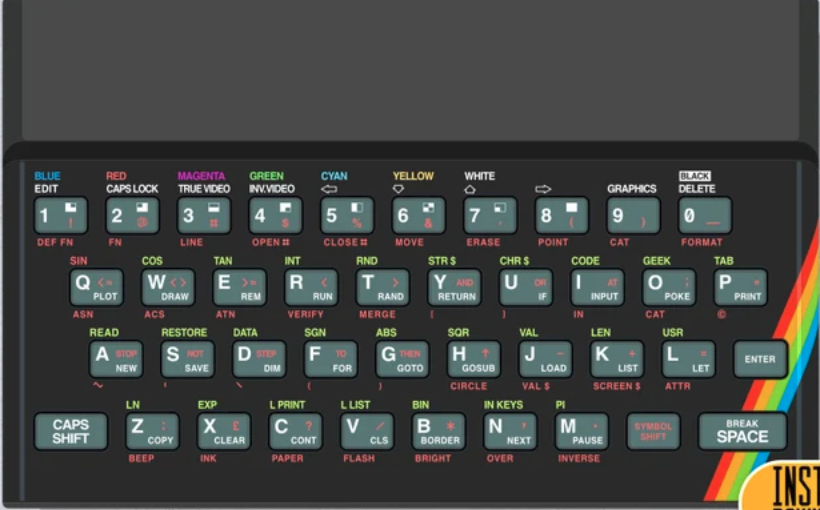 BLUE RED MAGENTA GREEN CYAN YELLOW WHITE BLACK
EDIT CAPS LOCK TRUE VIDEO INV.VIDEO GRAPHICS DELETE
1 ! 2 @ 3 # 4 $ 5 % 6 & 7 ' 8 ( 9 ) 0 _
DEF FN FN LINE OPEN # CLOSE # MOVE ERASE POINT CAT FORMAT
SIN COS TAN INT RND STR $ CHR $ CODE GEEK TAB
Q <= W <> E >= R < T > Y AND U OR I AT O ; P "
PLOT DRAW REM RUN RAND RETURN IF INPUT POKE PRINT
ASN ACS ATN VERIFY MERGE [ ] IN CAT ©
READ RESTORE DATA SGN ABS SQR VAL LEN USR
A STOP S NOT D STEP F TO G THEN H ↑ J - K + L = ENTER
NEW SAVE DIM FOR GOTO GOSUB LOAD LIST LET
~ | \ { } CIRCLE VAL $ SCREEN $ ATTR
LN EXP L PRINT L LIST BIN IN KEYS PI
CAPS Z : X £ C ? V / B * N , M . SYMBOL BREAK
SHIFT COPY CLEAR CONT CLS BORDER NEXT PAUSE SHIFT SPACE
BEEP INK PAPER FLASH BRIGHT OVER INVERSE
INST